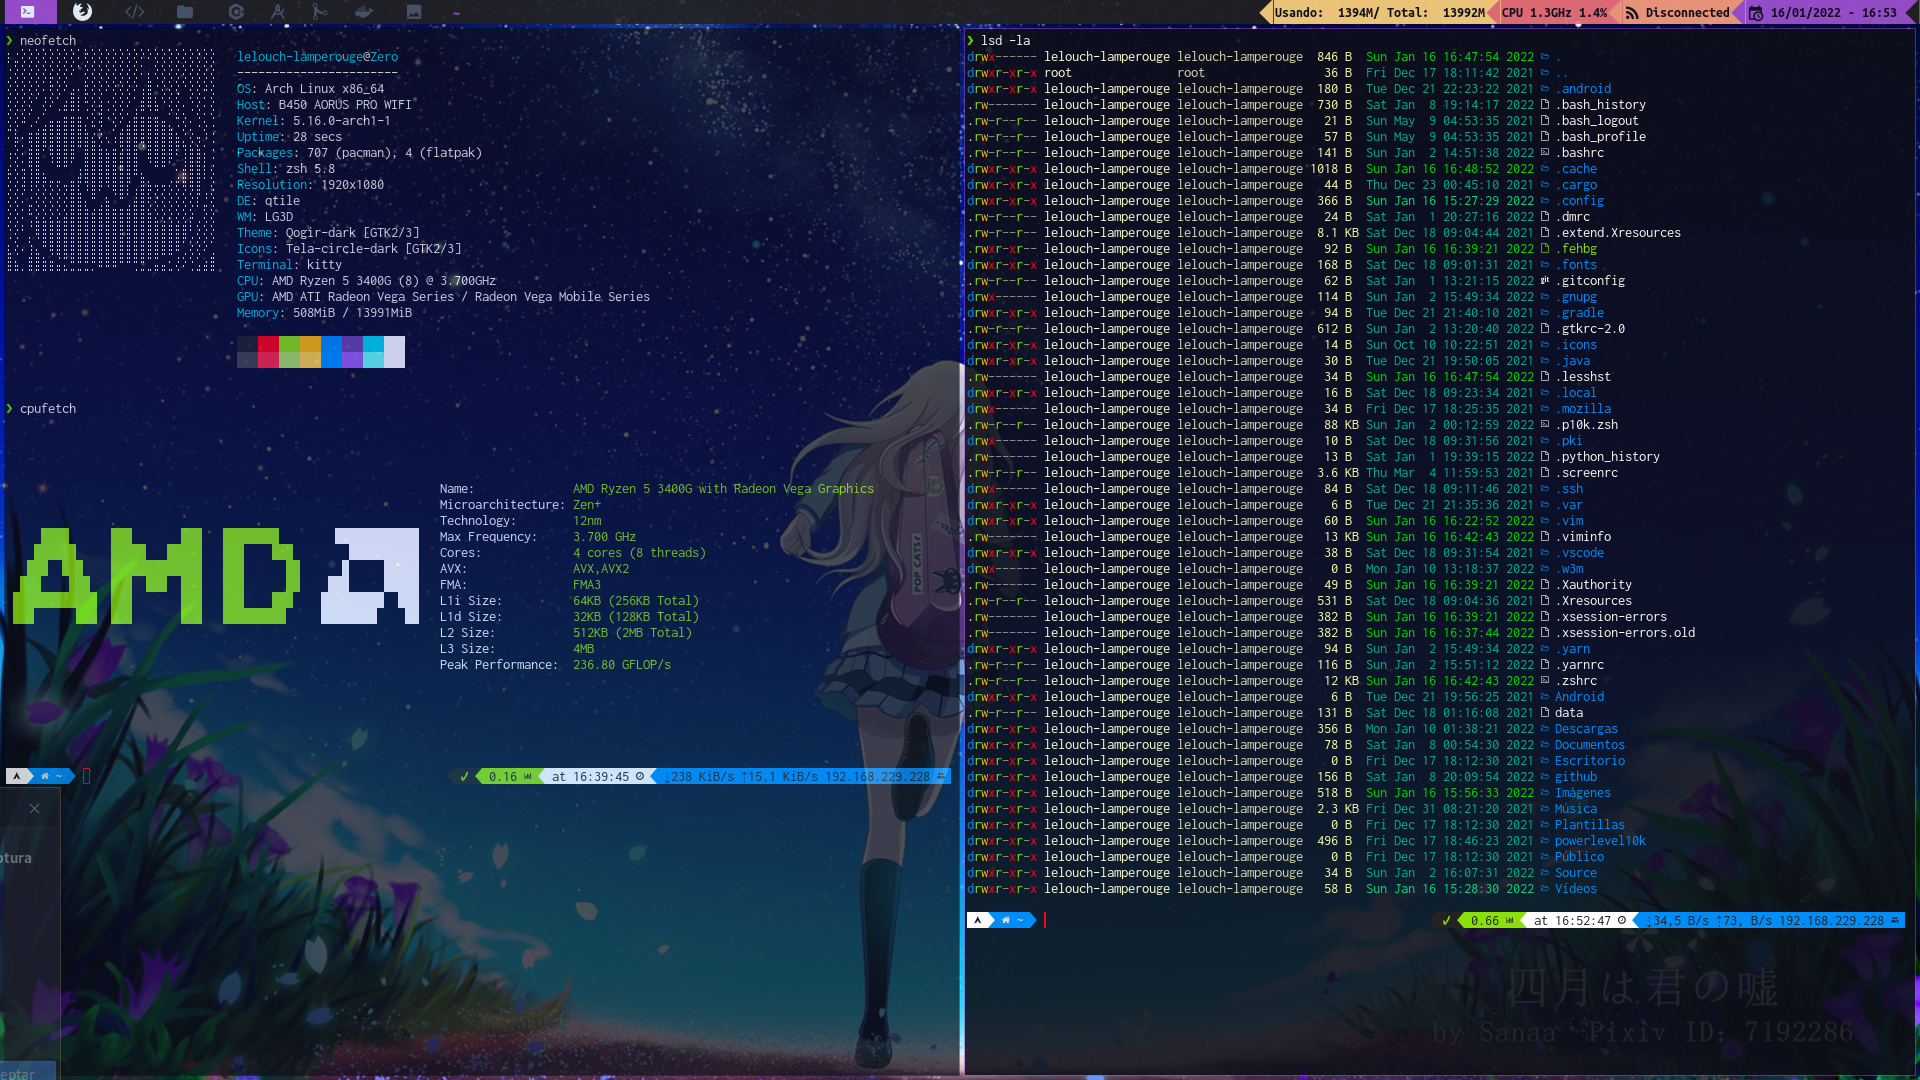 Usando:  1394M/ Total:  13992M CPU 1.3GHz 1.4% Disconnected 16/01/2022 - 16:53
❯ neofetch
lelouch-lamperouge@Zero
-----------------------
OS: Arch Linux x86_64
Host: B450 AORUS PRO WIFI
Kernel: 5.16.0-arch1-1
Uptime: 28 secs
Packages: 707 (pacman), 4 (flatpak)
Shell: zsh 5.8
Resolution: 1920x1080
DE: qtile
WM: LG3D
Theme: Qogir-dark [GTK2/3]
Icons: Tela-circle-dark [GTK2/3]
Terminal: kitty
CPU: AMD Ryzen 5 3400G (8) @ 3.700GHz
GPU: AMD ATI Radeon Vega Series / Radeon Vega Mobile Series
Memory: 508MiB / 13991MiB
❯ cpufetch
AMD
Name: AMD Ryzen 5 3400G with Radeon Vega Graphics
Microarchitecture: Zen+
Technology: 12nm
Max Frequency: 3.700 GHz
Cores: 4 cores (8 threads)
AVX: AVX,AVX2
FMA: FMA3
L1i Size: 64KB (256KB Total)
L1d Size: 32KB (128KB Total)
L2 Size: 512KB (2MB Total)
L3 Size: 4MB
Peak Performance: 236.80 GFLOP/s
POP CATS
~ ✓ 0.16 at 16:39:45 ↓238 KiB/s ↑15,1 KiB/s 192.168.229.228
otura
eptar
❯ lsd -la
drwx------ lelouch-lamperouge lelouch-lamperouge 846 B Sun Jan 16 16:47:54 2022 .
drwxr-xr-x root root 36 B Fri Dec 17 18:11:42 2021 ..
drwxr-xr-x lelouch-lamperouge lelouch-lamperouge 180 B Tue Dec 21 22:23:22 2021 .android
.rw------- lelouch-lamperouge lelouch-lamperouge 730 B Sat Jan  8 19:14:17 2022 .bash_history
.rw-r--r-- lelouch-lamperouge lelouch-lamperouge 21 B Sun May  9 04:53:35 2021 .bash_logout
.rw-r--r-- lelouch-lamperouge lelouch-lamperouge 57 B Sun May  9 04:53:35 2021 .bash_profile
.rw-r--r-- lelouch-lamperouge lelouch-lamperouge 141 B Sun Jan  2 14:51:38 2022 .bashrc
drwxr-xr-x lelouch-lamperouge lelouch-lamperouge 1018 B Sun Jan 16 16:48:52 2022 .cache
drwxr-xr-x lelouch-lamperouge lelouch-lamperouge 44 B Thu Dec 23 00:45:10 2021 .cargo
drwxr-xr-x lelouch-lamperouge lelouch-lamperouge 366 B Sun Jan 16 15:27:29 2022 .config
.rw-r--r-- lelouch-lamperouge lelouch-lamperouge 24 B Sat Jan  1 20:27:16 2022 .dmrc
.rw-r--r-- lelouch-lamperouge lelouch-lamperouge 8.1 KB Sat Dec 18 09:04:44 2021 .extend.Xresources
.rwxr-xr-x lelouch-lamperouge lelouch-lamperouge 92 B Sun Jan 16 16:39:21 2022 .fehbg
drwxr-xr-x lelouch-lamperouge lelouch-lamperouge 168 B Sat Dec 18 09:01:31 2021 .fonts
.rw-r--r-- lelouch-lamperouge lelouch-lamperouge 62 B Sat Jan  1 13:21:15 2022 .gitconfig
drwx------ lelouch-lamperouge lelouch-lamperouge 114 B Sun Jan  2 15:49:34 2022 .gnupg
drwxr-xr-x lelouch-lamperouge lelouch-lamperouge 94 B Tue Dec 21 21:40:10 2021 .gradle
.rw-r--r-- lelouch-lamperouge lelouch-lamperouge 612 B Sun Jan  2 13:20:40 2022 .gtkrc-2.0
drwxr-xr-x lelouch-lamperouge lelouch-lamperouge 14 B Sun Oct 10 10:22:51 2021 .icons
drwxr-xr-x lelouch-lamperouge lelouch-lamperouge 30 B Tue Dec 21 19:50:05 2021 .java
.rw------- lelouch-lamperouge lelouch-lamperouge 34 B Sun Jan 16 16:47:54 2022 .lesshst
drwxr-xr-x lelouch-lamperouge lelouch-lamperouge 16 B Sat Dec 18 09:23:34 2021 .local
drwx------ lelouch-lamperouge lelouch-lamperouge 34 B Fri Dec 17 18:25:35 2021 .mozilla
.rw-r--r-- lelouch-lamperouge lelouch-lamperouge 88 KB Sun Jan  2 00:12:59 2022 .p10k.zsh
drwx------ lelouch-lamperouge lelouch-lamperouge 10 B Sat Dec 18 09:31:56 2021 .pki
.rw------- lelouch-lamperouge lelouch-lamperouge 13 B Sat Jan  1 19:39:15 2022 .python_history
.rw-r--r-- lelouch-lamperouge lelouch-lamperouge 3.6 KB Thu Mar  4 11:59:53 2021 .screenrc
drwx------ lelouch-lamperouge lelouch-lamperouge 84 B Sat Dec 18 09:11:46 2021 .ssh
drwxr-xr-x lelouch-lamperouge lelouch-lamperouge 6 B Tue Dec 21 21:35:36 2021 .var
drwxr-xr-x lelouch-lamperouge lelouch-lamperouge 60 B Sun Jan 16 16:22:52 2022 .vim
.rw------- lelouch-lamperouge lelouch-lamperouge 13 KB Sun Jan 16 16:42:43 2022 .viminfo
drwxr-xr-x lelouch-lamperouge lelouch-lamperouge 38 B Sat Dec 18 09:31:54 2021 .vscode
drwx------ lelouch-lamperouge lelouch-lamperouge 0 B Mon Jan 10 13:18:37 2022 .w3m
.rw------- lelouch-lamperouge lelouch-lamperouge 49 B Sun Jan 16 16:39:21 2022 .Xauthority
.rw-r--r-- lelouch-lamperouge lelouch-lamperouge 531 B Sat Dec 18 09:04:36 2021 .Xresources
.rw------- lelouch-lamperouge lelouch-lamperouge 382 B Sun Jan 16 16:39:21 2022 .xsession-errors
.rw------- lelouch-lamperouge lelouch-lamperouge 382 B Sun Jan 16 16:37:44 2022 .xsession-errors.old
drwxr-xr-x lelouch-lamperouge lelouch-lamperouge 94 B Sun Jan  2 15:49:34 2022 .yarn
.rw-r--r-- lelouch-lamperouge lelouch-lamperouge 116 B Sun Jan  2 15:51:12 2022 .yarnrc
.rw-r--r-- lelouch-lamperouge lelouch-lamperouge 12 KB Sun Jan 16 16:42:43 2022 .zshrc
drwxr-xr-x lelouch-lamperouge lelouch-lamperouge 6 B Tue Dec 21 19:56:25 2021 Android
.rw-r--r-- lelouch-lamperouge lelouch-lamperouge 131 B Sat Dec 18 01:16:08 2021 data
drwxr-xr-x lelouch-lamperouge lelouch-lamperouge 356 B Mon Jan 10 01:38:21 2022 Descargas
drwxr-xr-x lelouch-lamperouge lelouch-lamperouge 78 B Sat Jan  8 00:54:30 2022 Documentos
drwxr-xr-x lelouch-lamperouge lelouch-lamperouge 0 B Fri Dec 17 18:12:30 2021 Escritorio
drwxr-xr-x lelouch-lamperouge lelouch-lamperouge 156 B Sat Jan  8 20:09:54 2022 github
drwxr-xr-x lelouch-lamperouge lelouch-lamperouge 518 B Sun Jan 16 15:56:33 2022 Imágenes
drwxr-xr-x lelouch-lamperouge lelouch-lamperouge 2.3 KB Fri Dec 31 08:21:20 2021 Música
drwxr-xr-x lelouch-lamperouge lelouch-lamperouge 0 B Fri Dec 17 18:12:30 2021 Plantillas
drwxr-xr-x lelouch-lamperouge lelouch-lamperouge 496 B Fri Dec 17 18:46:23 2021 powerlevel10k
drwxr-xr-x lelouch-lamperouge lelouch-lamperouge 0 B Fri Dec 17 18:12:30 2021 Público
drwxr-xr-x lelouch-lamperouge lelouch-lamperouge 34 B Sun Jan  2 16:07:31 2022 Source
drwxr-xr-x lelouch-lamperouge lelouch-lamperouge 58 B Sun Jan 16 15:28:30 2022 Vídeos
~ ✓ 0.66 at 16:52:47 ↓34,5 B/s ↑73, B/s 192.168.229.228
四月は君の嘘
by Sanaa Pixiv ID: 7192286